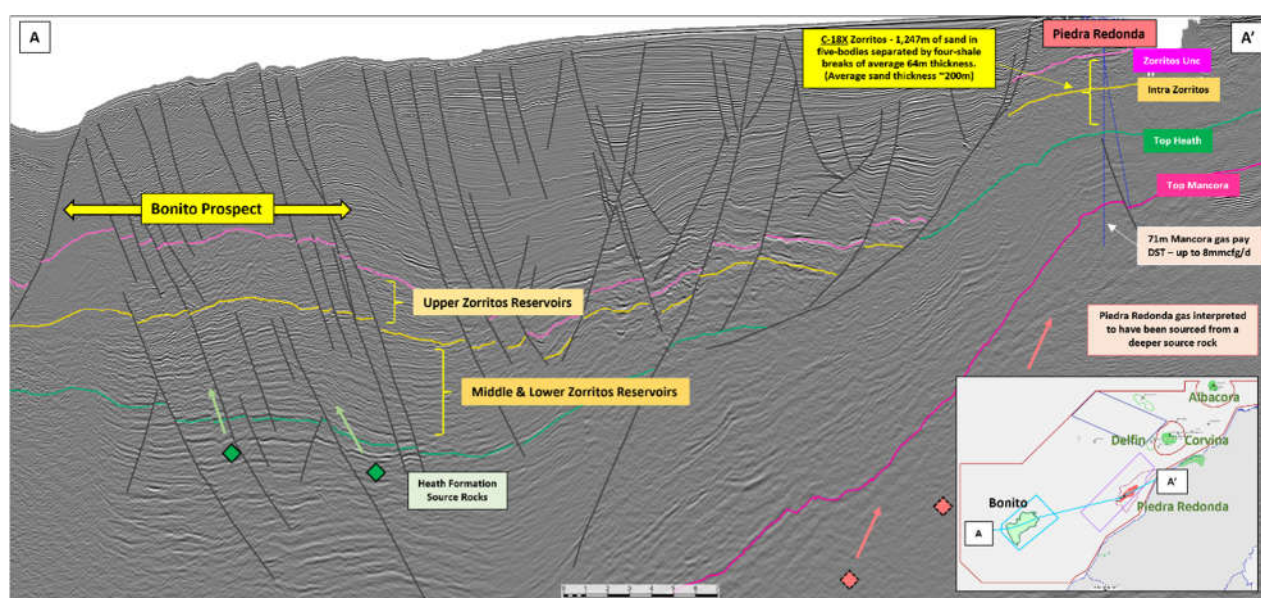 A
C-18X Zorritos - 1,247m of sand in
five-bodies separated by four-shale
breaks of average 64m thickness.
(Average sand thickness ~200m)
Piedra Redonda
A'
Zorritos Unc
Intra Zorritos
Top Heath
Top Mancora
Bonito Prospect
71m Mancora gas pay
DST – up to 8mmcfg/d
Upper Zorritos Reservoirs
Piedra Redonda gas interpreted
to have been sourced from a
deeper source rock
Middle & Lower Zorritos Reservoirs
Heath Formation
Source Rocks
Albacora
Delfin
Corvina
A'
Bonito
Piedra Redonda
A